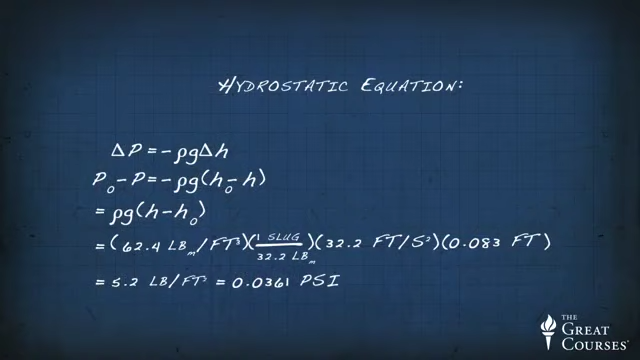 HYDROSTATIC EQUATION:
ΔP = -ρgΔh
P₀ - P = -ρg(h₀ - h)
= ρg(h - h₀)
= (62.4 LBₘ/FT³)(1 SLUG/32.2 LBₘ)(32.2 FT/S²)(0.083 FT)
= 5.2 LB/FT² = 0.0361 PSI
THE
GREAT
COURSES®